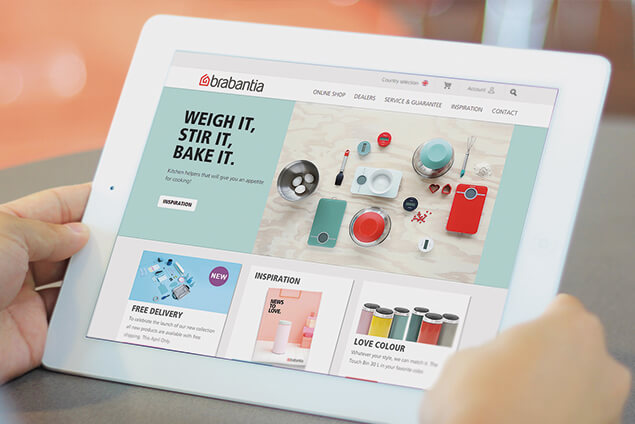 Country selection
Account
brabantia
ONLINE SHOP DEALERS SERVICE & GUARANTEE INSPIRATION CONTACT
WEIGH IT,
STIR IT,
BAKE IT.
Kitchen helpers that will give you an appetite
for cooking!
INSPIRATION
NEW
FREE DELIVERY
To celebrate the launch of our new collection
all new products are available with free
shipping. This April Only.
INSPIRATION
NEWS
TO
LOVE.
brabantia
LOVE COLOUR
Whatever your style, we can match it. The
Touch Bin 30 L in your favorite color.